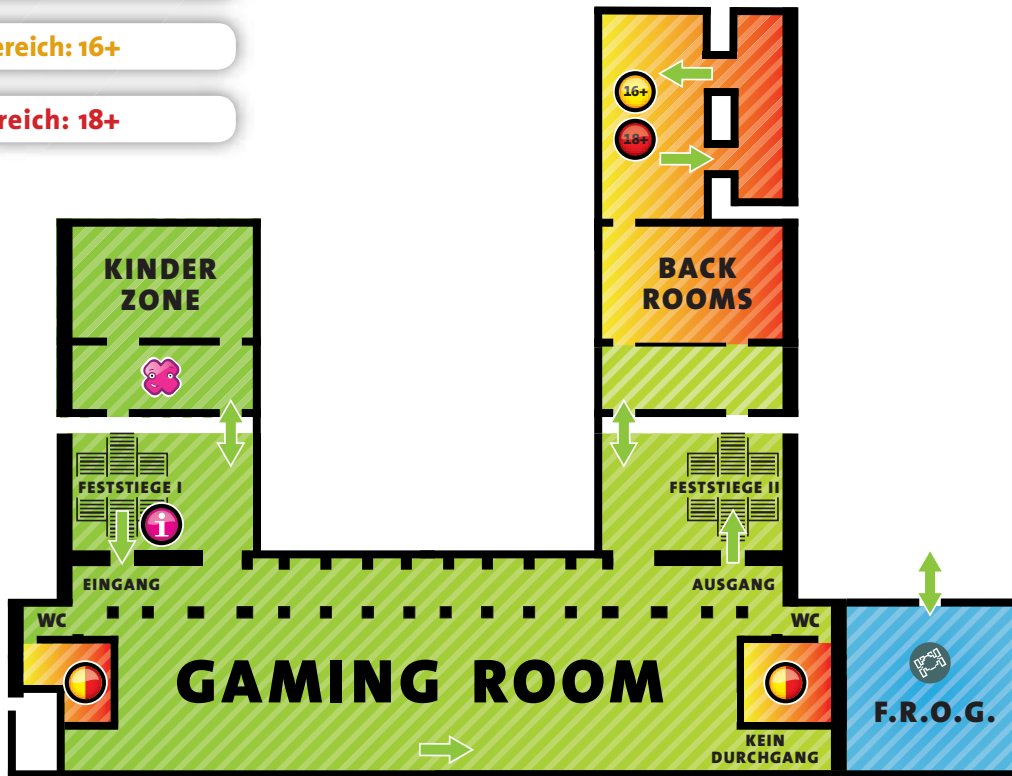 ereich: 16+
reich: 18+
16+
18+
KINDER
ZONE
BACK
ROOMS
FESTSTIEGE I
FESTSTIEGE II
i
EINGANG
AUSGANG
WC
WC
GAMING ROOM
F.R.O.G.
KEIN
DURCHGANG